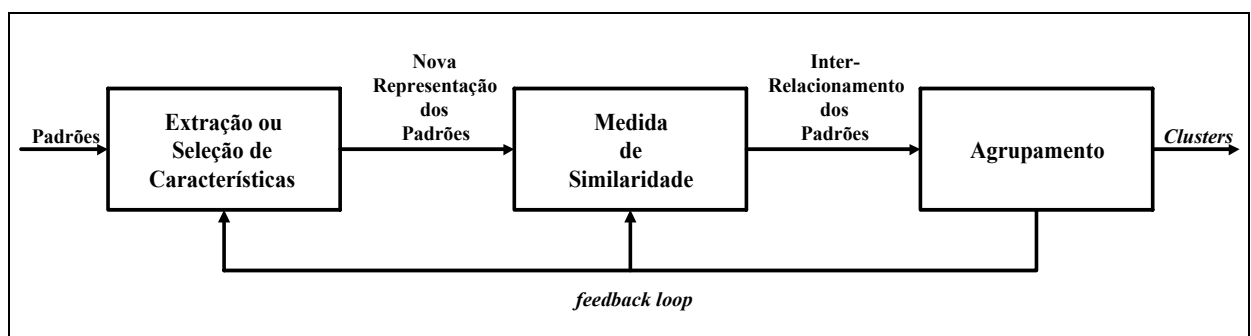 Padrões
Extração ou
Seleção de
Características
Nova
Representação
dos
Padrões
Medida
de
Similaridade
Inter-
Relacionamento
dos
Padrões
Agrupamento
Clusters
feedback loop